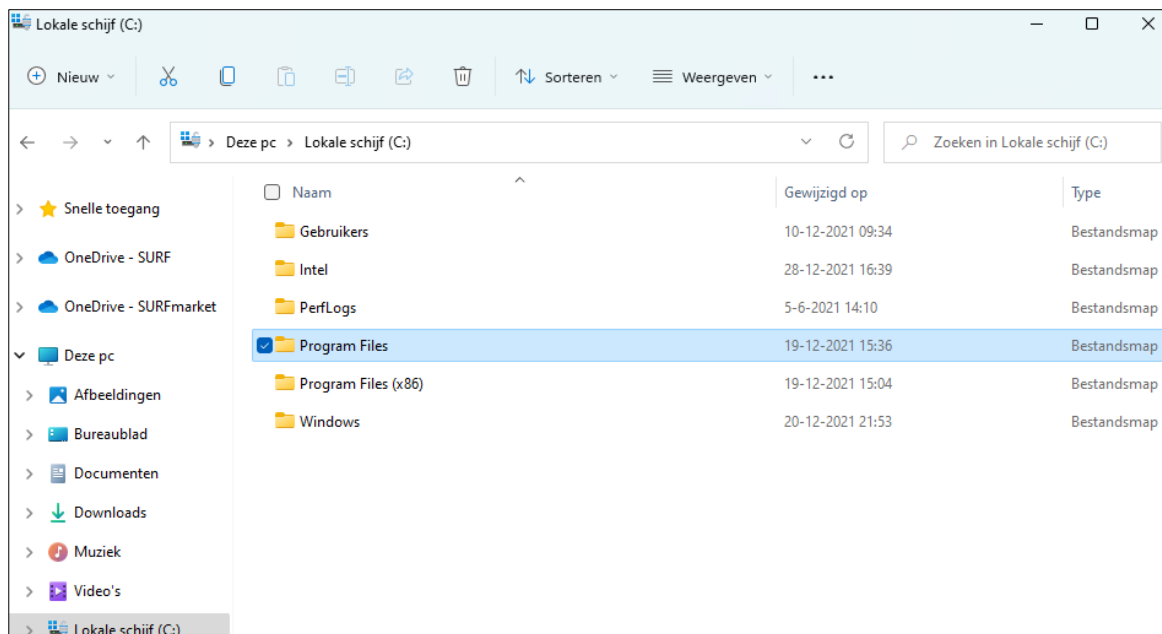 Lokale schijf (C:)
Nieuw Sorteren Weergeven
Deze pc Lokale schijf (C:) Zoeken in Lokale schijf (C:)
Naam Gewijzigd op Type
Snelle toegang
OneDrive - SURF
OneDrive - SURFmarket
Deze pc
Afbeeldingen
Bureaublad
Documenten
Downloads
Muziek
Video's
Lokale schijf (C:)
Gebruikers 10-12-2021 09:34 Bestandsmap
Intel 28-12-2021 16:39 Bestandsmap
PerfLogs 5-6-2021 14:10 Bestandsmap
Program Files 19-12-2021 15:36 Bestandsmap
Program Files (x86) 19-12-2021 15:04 Bestandsmap
Windows 20-12-2021 21:53 Bestandsmap